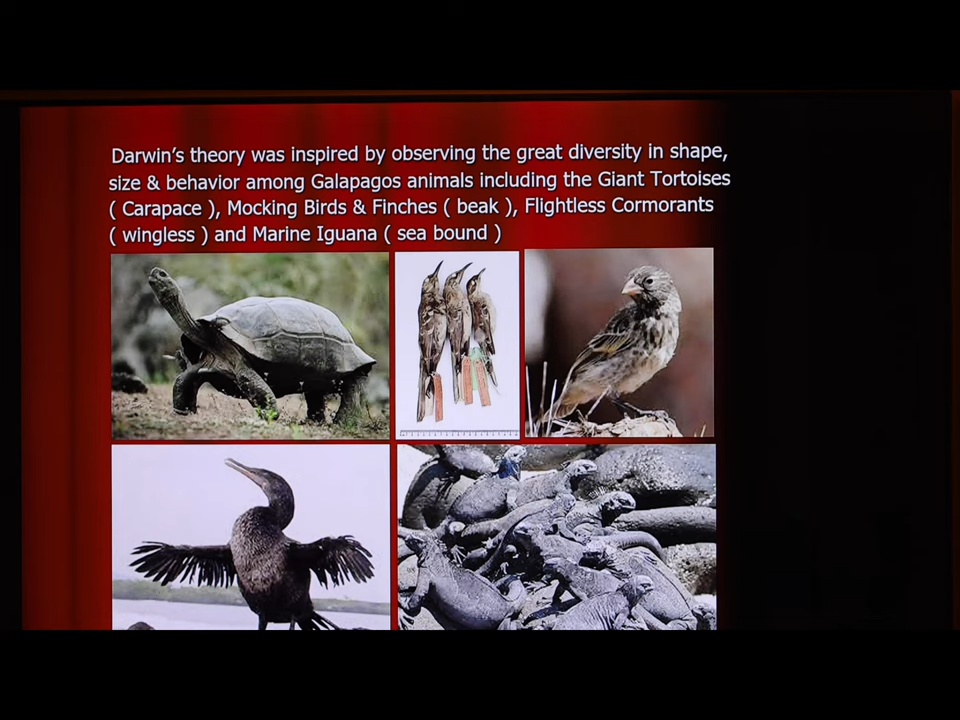 Darwin's theory was inspired by observing the great diversity in shape,
size & behavior among Galapagos animals including the Giant Tortoises
( Carapace ), Mocking Birds & Finches ( beak ), Flightless Cormorants
( wingless ) and Marine Iguana ( sea bound )